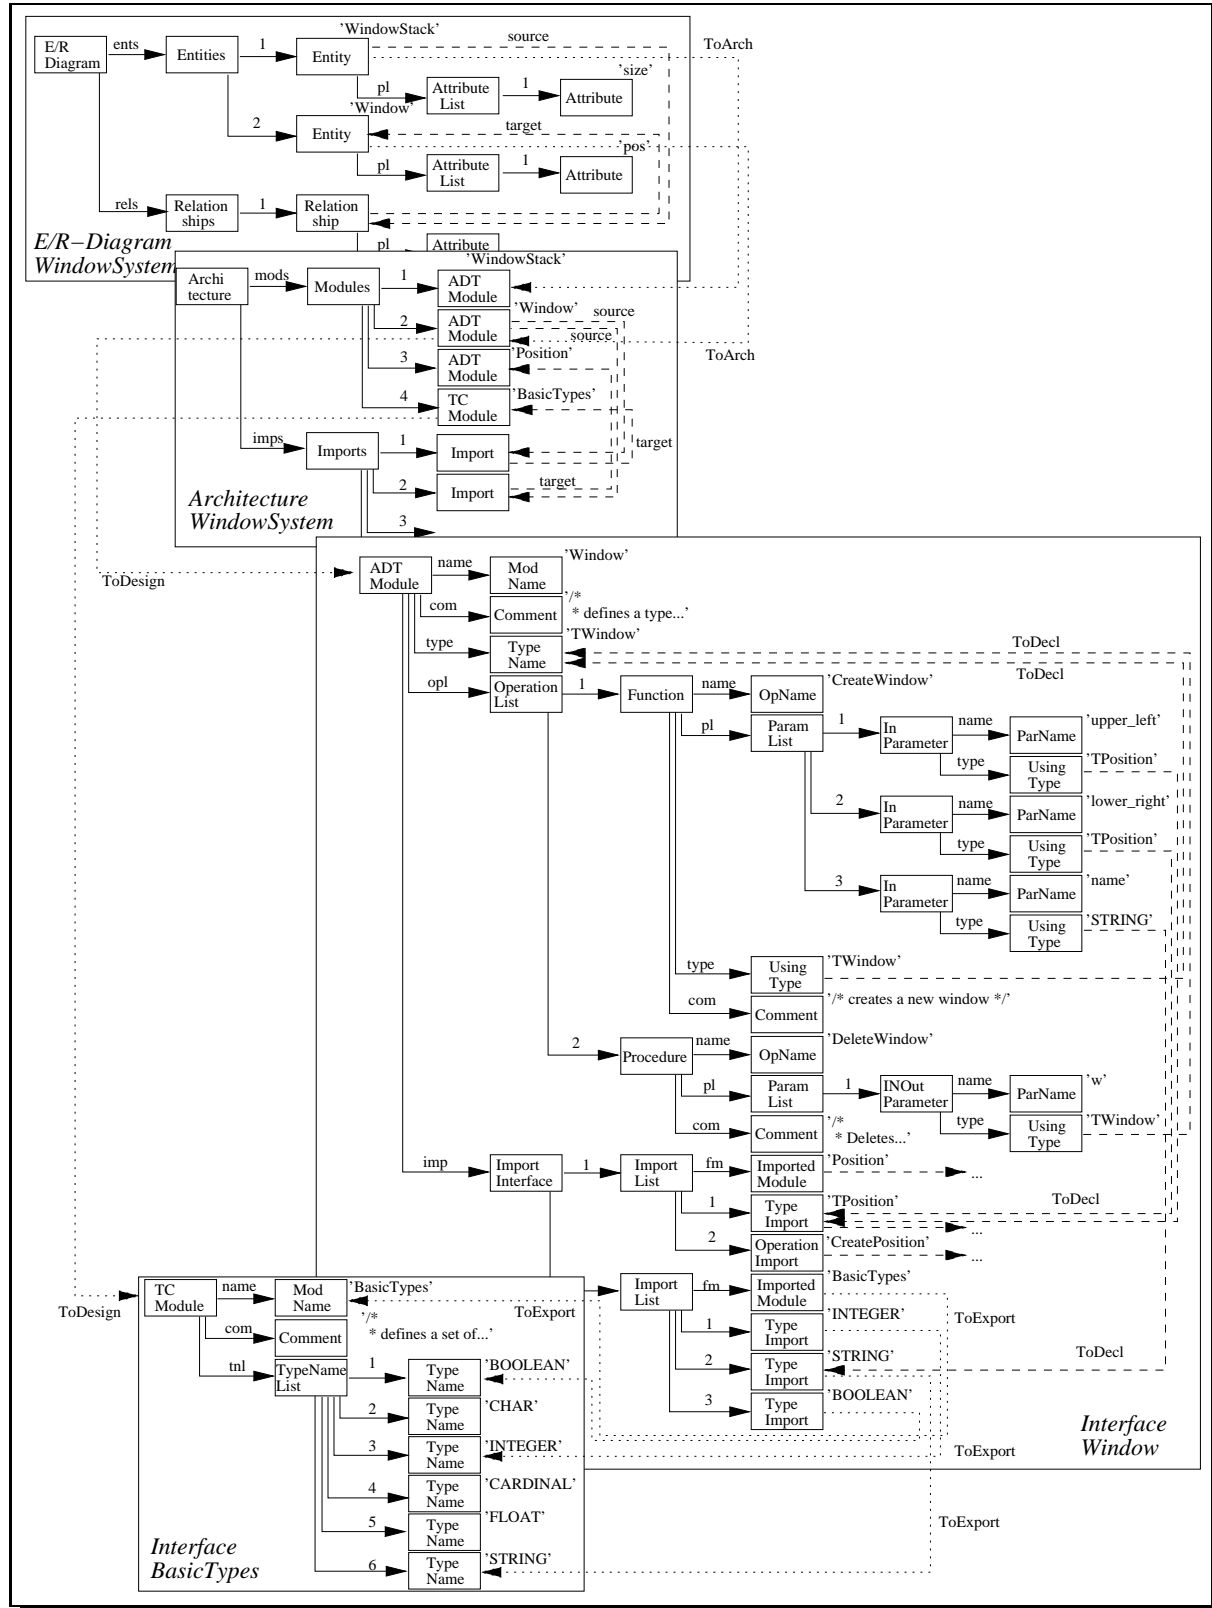 'WindowStack'
source
ToArch
E/R
Diagram
ents
Entities
1
Entity
'size'
pl
Attribute
List
1
Attribute
'Window'
2
Entity
target
'pos'
pl
Attribute
List
1
Attribute
rels
Relation
ships
1
Relation
ship
pl
Attribute
E/R–Diagram
WindowSystem
'WindowStack'
Archi
tecture
mods
Modules
1
ADT
Module
'Window'
source
2
ADT
Module
source
ToArch
'Position'
3
ADT
Module
4
TC
Module
'BasicTypes'
imps
Imports
1
Import
target
2
Import
target
3
Architecture
WindowSystem
ToDesign
ADT
Module
name
Mod
Name
'Window'
com
Comment
'/*
* defines a type...'
type
Type
Name
'TWindow'
ToDecl
ToDecl
opl
Operation
List
1
Function
name
OpName
'CreateWindow'
pl
Param
List
1
In
Parameter
name
ParName
'upper_left'
type
Using
Type
'TPosition'
2
In
Parameter
name
ParName
'lower_right'
type
Using
Type
'TPosition'
3
In
Parameter
name
ParName
'name'
type
Using
Type
'STRING'
type
Using
Type
'TWindow'
com
Comment
'/* creates a new window */'
2
Procedure
name
OpName
'DeleteWindow'
pl
Param
List
1
INOut
Parameter
name
ParName
'w'
type
Using
Type
'TWindow'
com
Comment
'/*
* Deletes...'
imp
Import
Interface
1
Import
List
fm
Imported
Module
'Position'
...
1
Type
Import
'TPosition'
ToDecl
...
2
Operation
Import
'CreatePosition'
...
Import
List
fm
Imported
Module
'BasicTypes'
ToExport
1
Type
Import
'INTEGER'
2
Type
Import
'STRING'
ToDecl
3
Type
Import
'BOOLEAN'
ToExport
Interface
Window
ToDesign
TC
Module
name
Mod
Name
'BasicTypes'
ToExport
com
Comment
'/*
* defines a set of...'
tnl
TypeName
List
1
Type
Name
'BOOLEAN'
2
Type
Name
'CHAR'
3
Type
Name
'INTEGER'
4
Type
Name
'CARDINAL'
5
Type
Name
'FLOAT'
ToExport
6
Type
Name
'STRING'
Interface
BasicTypes